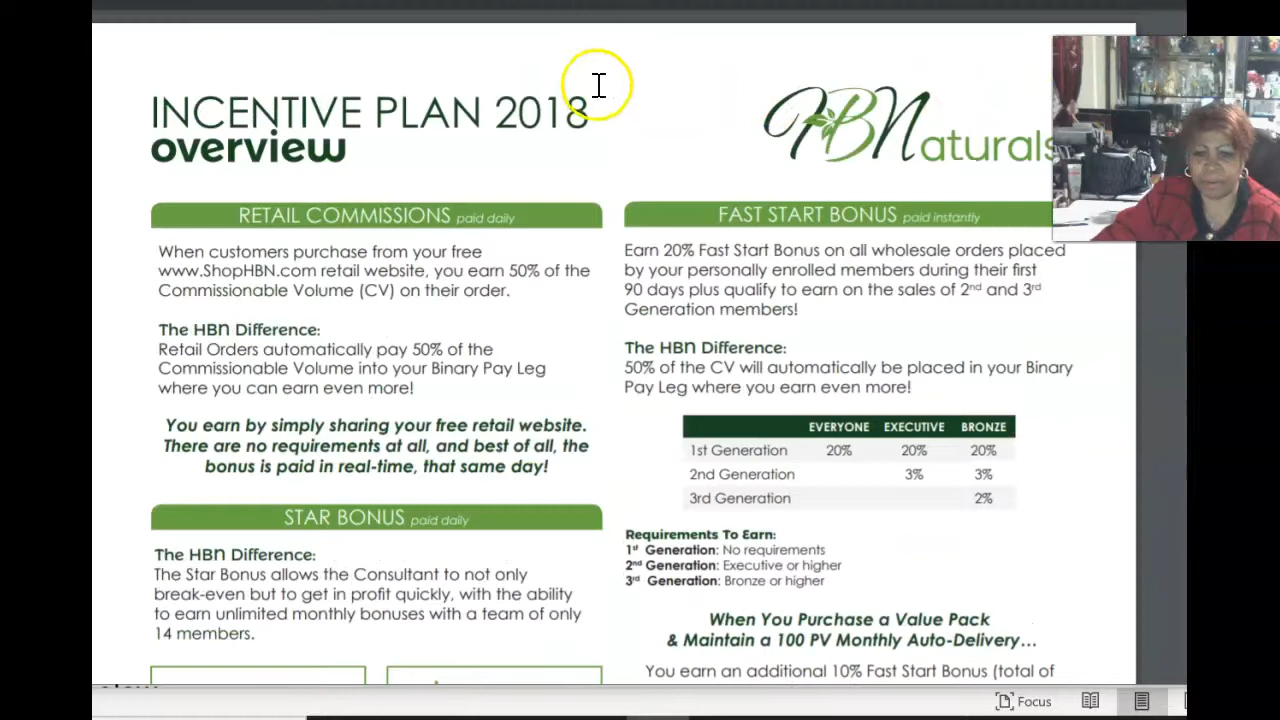 INCENTIVE PLAN 2018
overview
HBNaturals
RETAIL COMMISSIONS paid daily
When customers purchase from your free
www.ShopHBN.com retail website, you earn 50% of the
Commissionable Volume (CV) on their order.
The HBN Difference:
Retail Orders automatically pay 50% of the
Commissionable Volume into your Binary Pay Leg
where you can earn even more!
You earn by simply sharing your free retail website.
There are no requirements at all, and best of all, the
bonus is paid in real-time, that same day!
STAR BONUS paid daily
The HBN Difference:
The Star Bonus allows the Consultant to not only
break-even but to get in profit quickly, with the ability
to earn unlimited monthly bonuses with a team of only
14 members.
FAST START BONUS paid instantly
Earn 20% Fast Start Bonus on all wholesale orders placed
by your personally enrolled members during their first
90 days plus qualify to earn on the sales of 2nd and 3rd
Generation members!
The HBN Difference:
50% of the CV will automatically be placed in your Binary
Pay Leg where you earn even more!
EVERYONE EXECUTIVE BRONZE
1st Generation 20% 20% 20%
2nd Generation 3% 3%
3rd Generation 2%
Requirements To Earn:
1st Generation: No requirements
2nd Generation: Executive or higher
3rd Generation: Bronze or higher
When You Purchase a Value Pack
& Maintain a 100 PV Monthly Auto-Delivery...
You earn an additional 10% Fast Start Bonus (total of
Focus